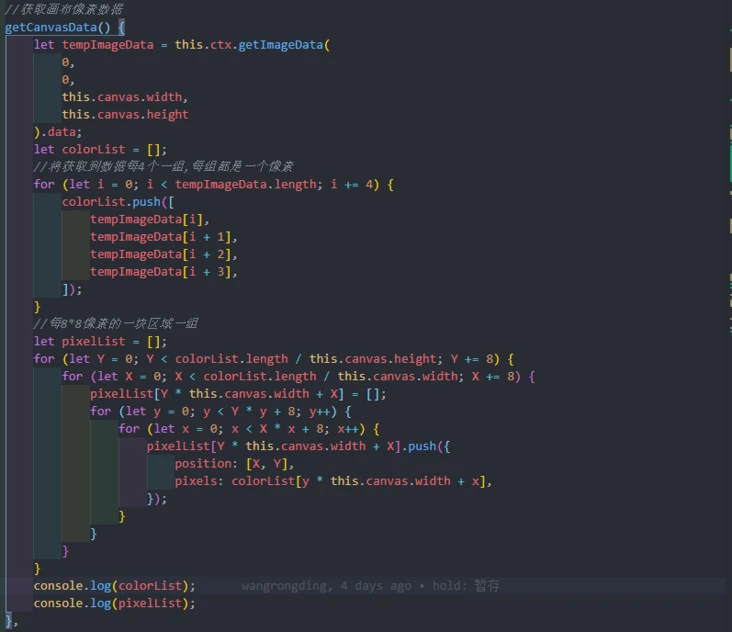 //获取画布像素数据
getCanvasData() {
let tempImageData = this.ctx.getImageData(
0,
0,
this.canvas.width,
this.canvas.height
).data;
let colorList = [];
//将获取到数据每4个一组,每组都是一个像素
for (let i = 0; i < tempImageData.length; i += 4) {
colorList.push([
tempImageData[i],
tempImageData[i + 1],
tempImageData[i + 2],
tempImageData[i + 3],
]);
}
//每8*8像素的一块区域一组
let pixelList = [];
for (let Y = 0; Y < colorList.length / this.canvas.height; Y += 8) {
for (let X = 0; X < colorList.length / this.canvas.width; X += 8) {
pixelList[Y * this.canvas.width + X] = [];
for (let y = 0; y < Y * y + 8; y++) {
for (let x = 0; x < X * x + 8; x++) {
pixelList[Y * this.canvas.width + X].push({
position: [X, Y],
pixels: colorList[y * this.canvas.width + x],
});
}
}
}
}
console.log(colorList); wangrongding, 4 days ago • hold: 暂存
console.log(pixelList);
},